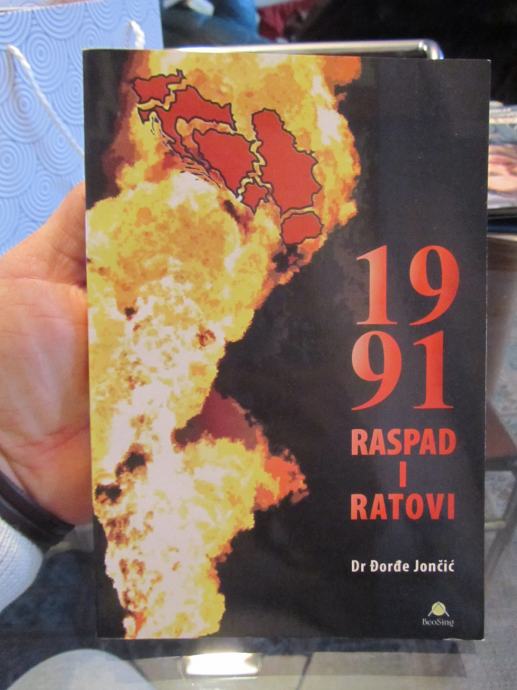 19
91
RASPAD
I
RATOVI
Dr Đorđe Jončić
BeoSing